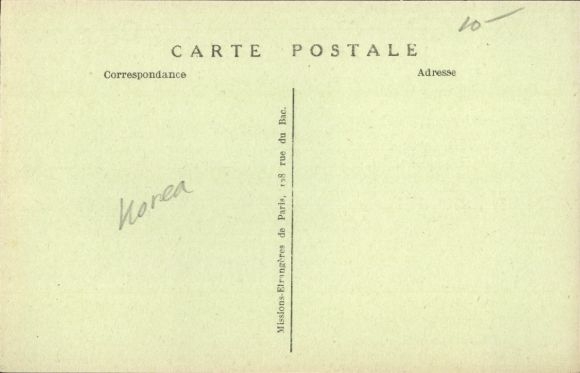 10-
CARTE POSTALE
Correspondance
Adresse
Missions-Etrangères de Paris, 128 rue du Bac.
Korea